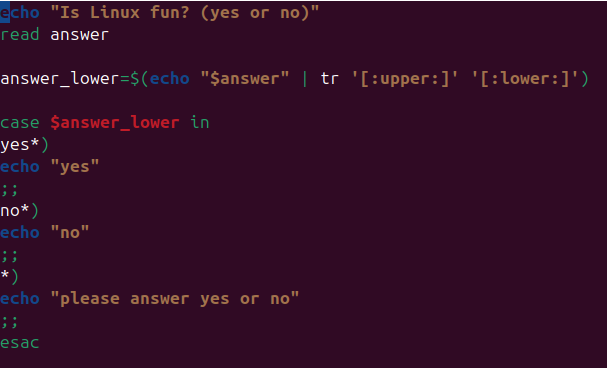 echo "Is Linux fun? (yes or no)"
read answer
answer_lower=$(echo "$answer" | tr '[:upper:]' '[:lower:]')
case $answer_lower in
yes*)
echo "yes"
;;
no*)
echo "no"
;;
*)
echo "please answer yes or no"
;;
esac